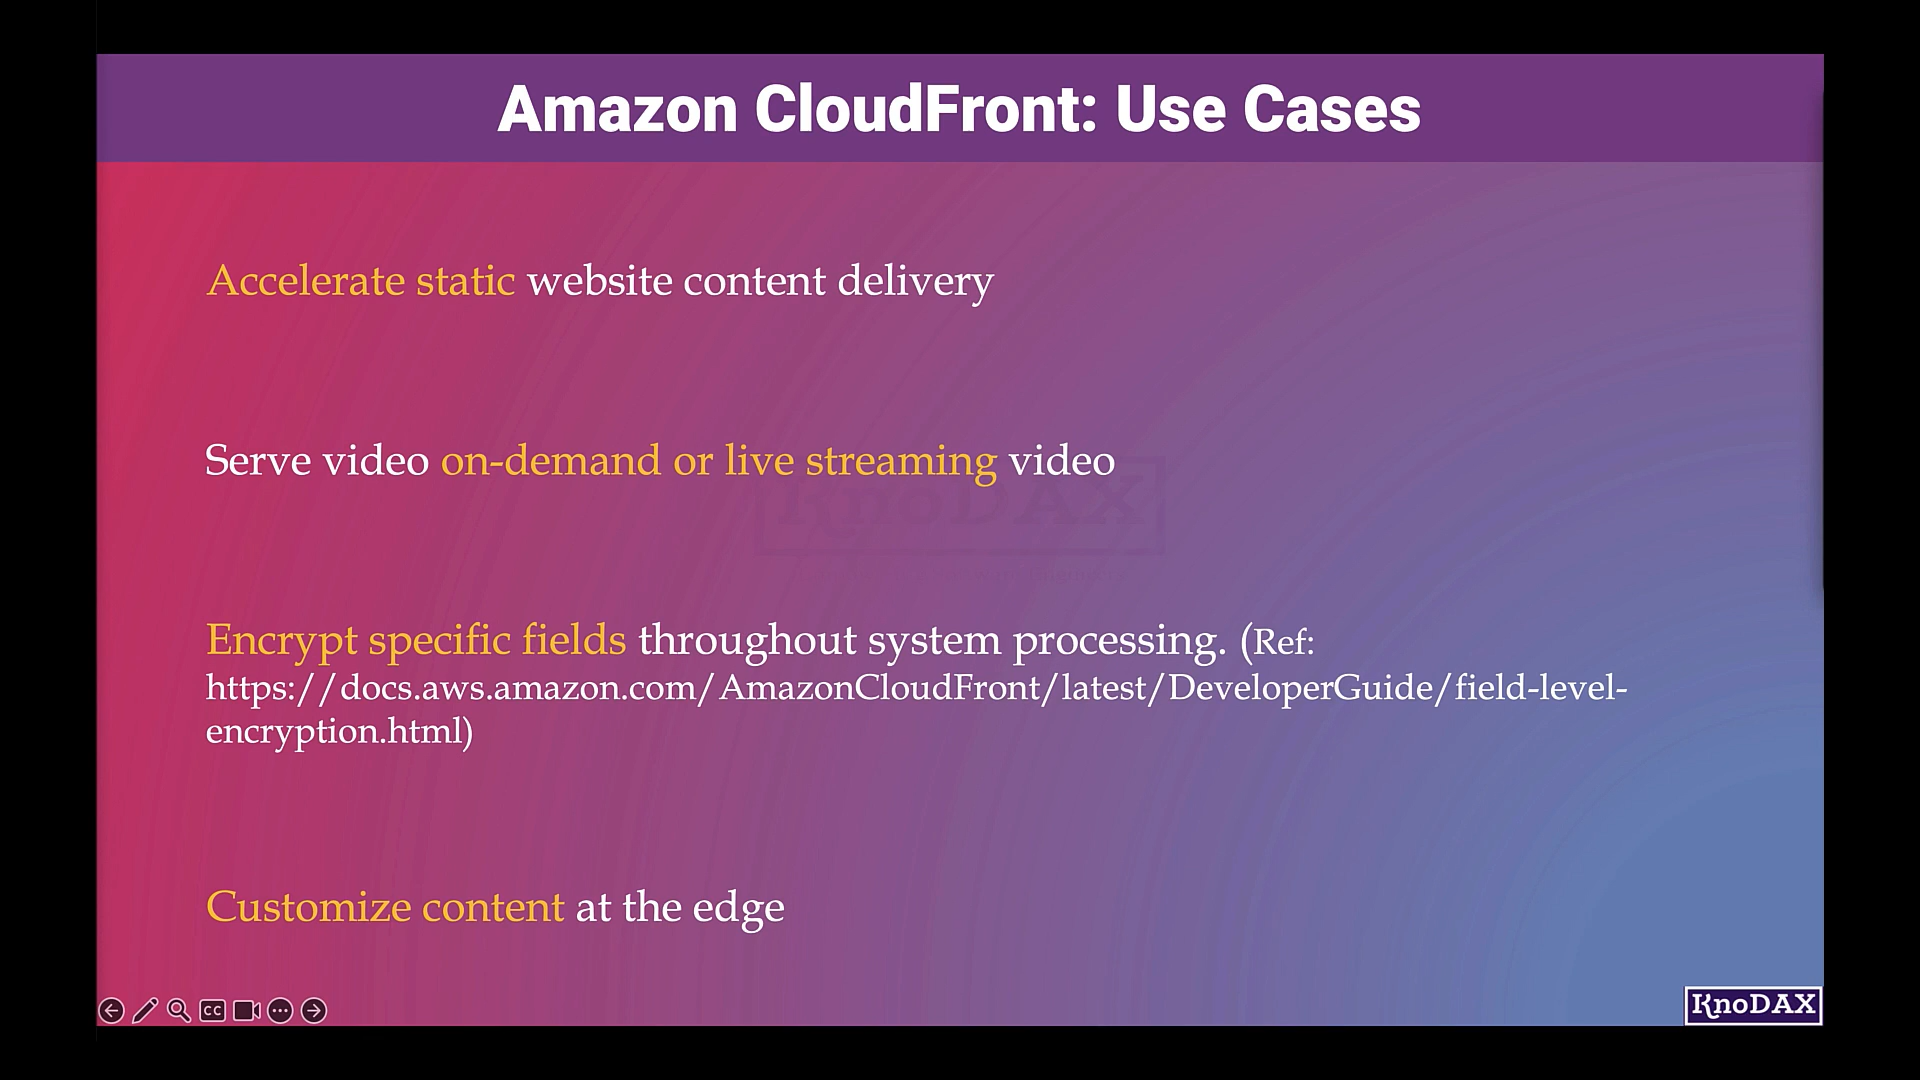 Amazon CloudFront: Use Cases
Accelerate static website content delivery
Serve video on-demand or live streaming video
KnoDAX
Encrypt specific fields throughout system processing. (Ref:
https://docs.aws.amazon.com/AmazonCloudFront/latest/DeveloperGuide/field-level-
encryption.html)
Customize content at the edge
CC
KnoDAX